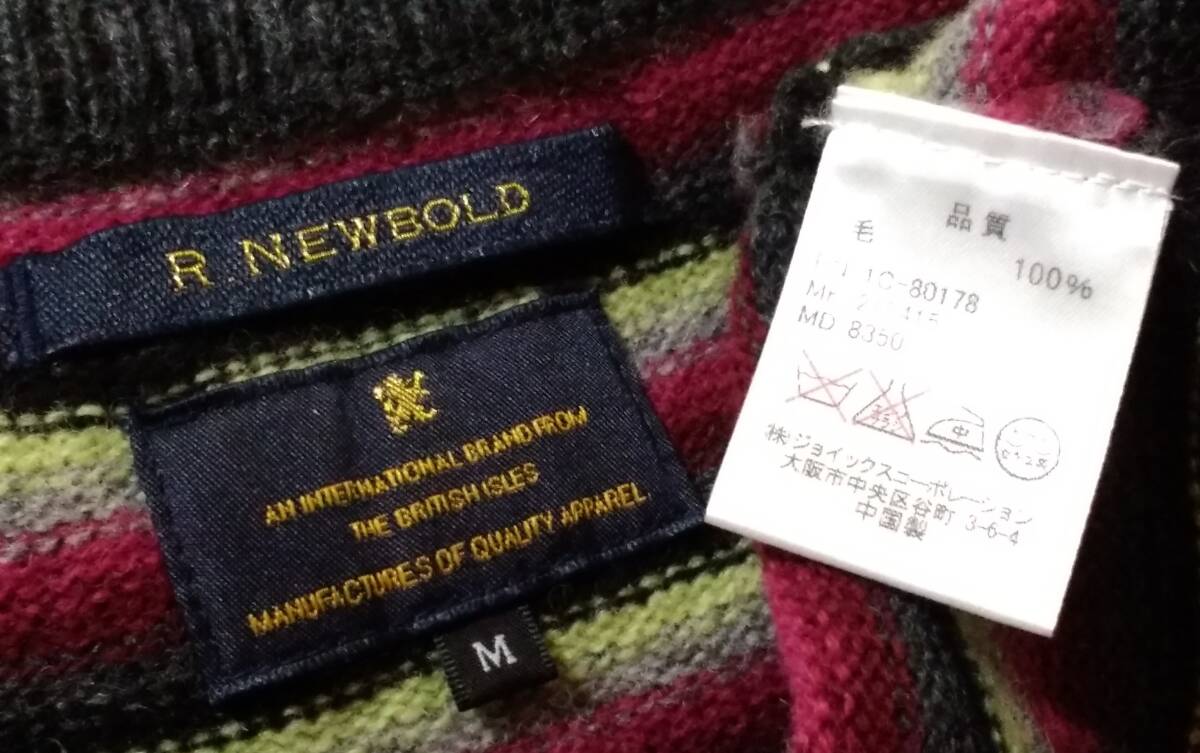 R. NEWBOLD
AN INTERNATIONAL BRAND FROM
THE BRITISH ISLES
MANUFACTURES OF QUALITY APPAREL
M
品質
毛 100%
1C-80178
MD 8350
中
株)ジョイックスコーポレーション
大阪市中央区谷町 3-6-4
中国製